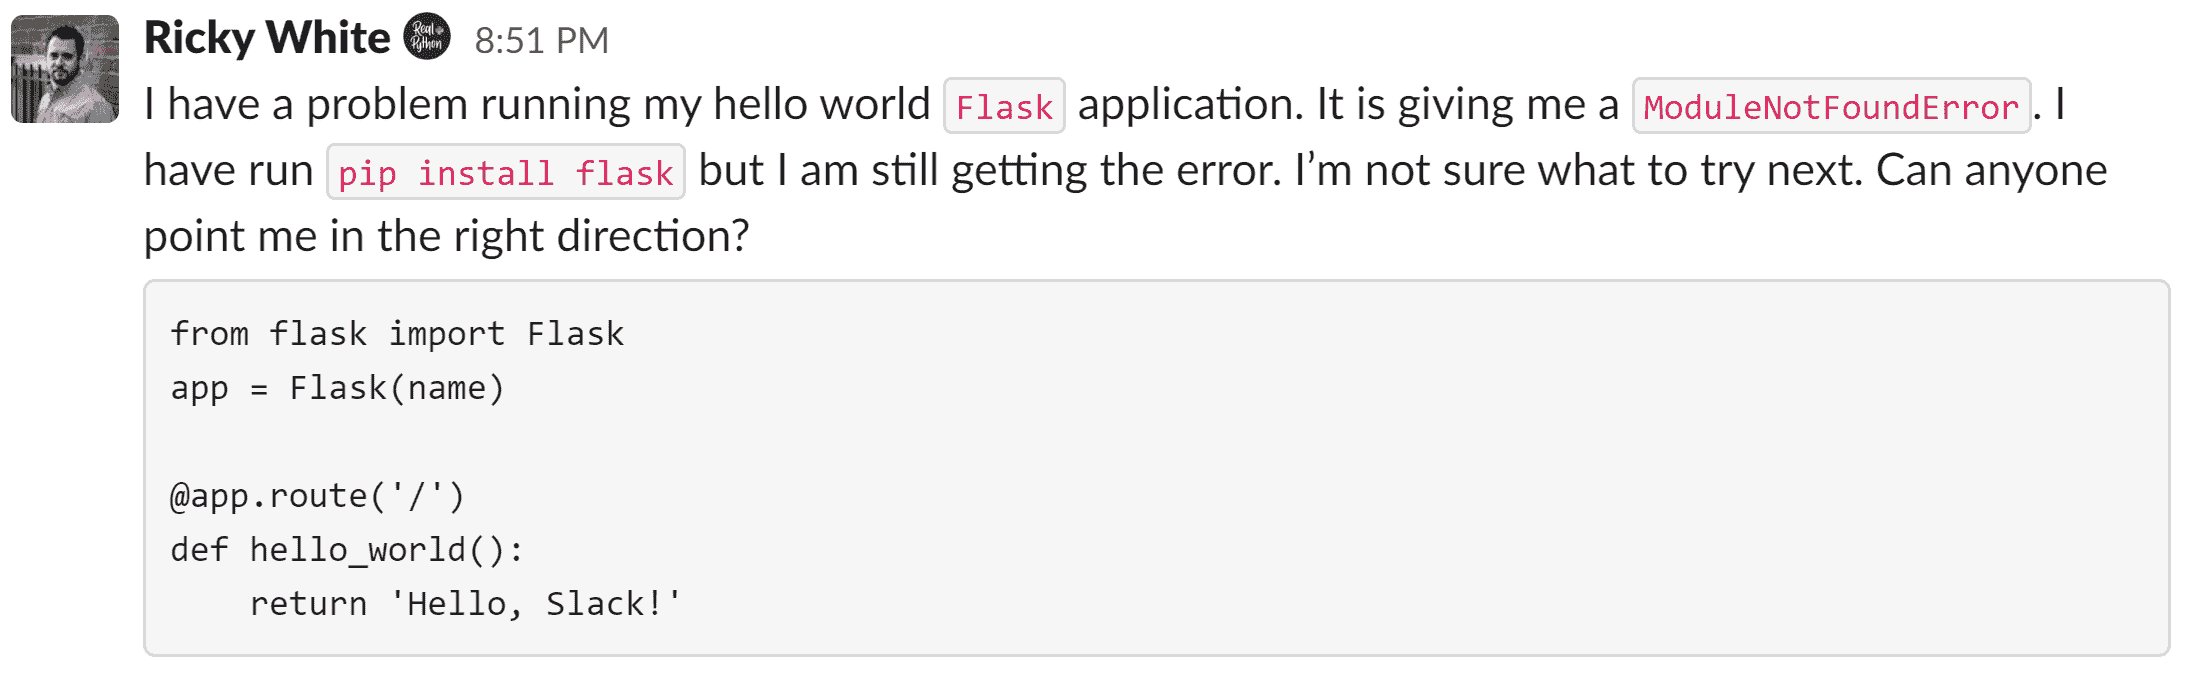 Ricky White Real Python 8:51 PM
I have a problem running my hello world Flask application. It is giving me a ModuleNotFoundError. I
have run pip install flask but I am still getting the error. I’m not sure what to try next. Can anyone
point me in the right direction?
from flask import Flask
app = Flask(name)

@app.route('/')
def hello_world():
    return 'Hello, Slack!'